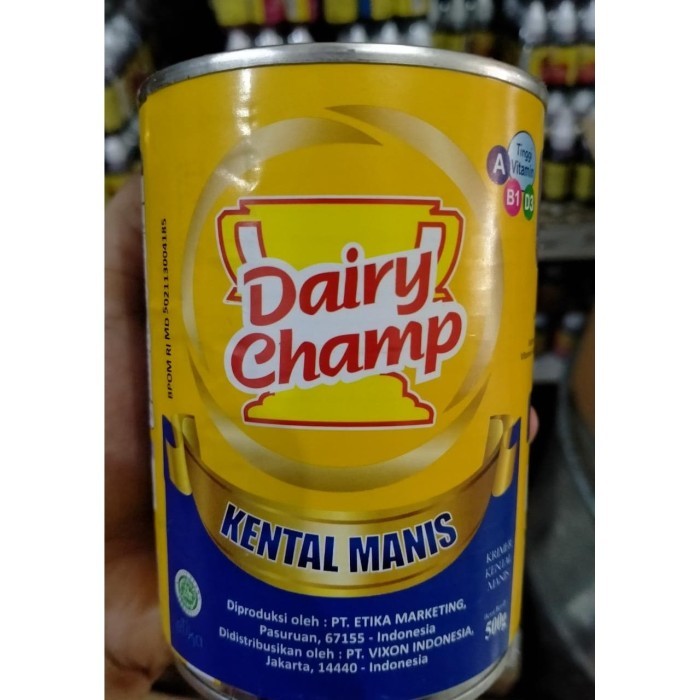 A
Tinggi
Vitamin
B1
D3
BPOM RI MD 502113004185
Dairy
Champ
KENTAL MANIS
KRIMER
KENTAL
MANIS
Diproduksi oleh : PT. ETIKA MARKETING,
Pasuruan, 67155 - Indonesia
Didistribusikan oleh : PT. VIXON INDONESIA,
Jakarta, 14440 - Indonesia
500g